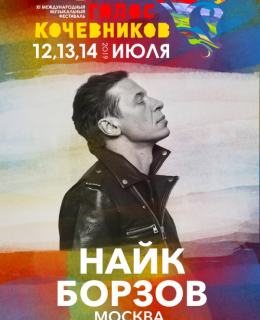 XI МЕЖДУНАРОДНЫЙ
МУЗЫКАЛЬНЫЙ
ФЕСТИВАЛЬ
ГОЛОС
КОЧЕВНИКОВ
12,13,14 2019 ИЮЛЯ
НАЙК
БОРЗОВ
МОСКВА